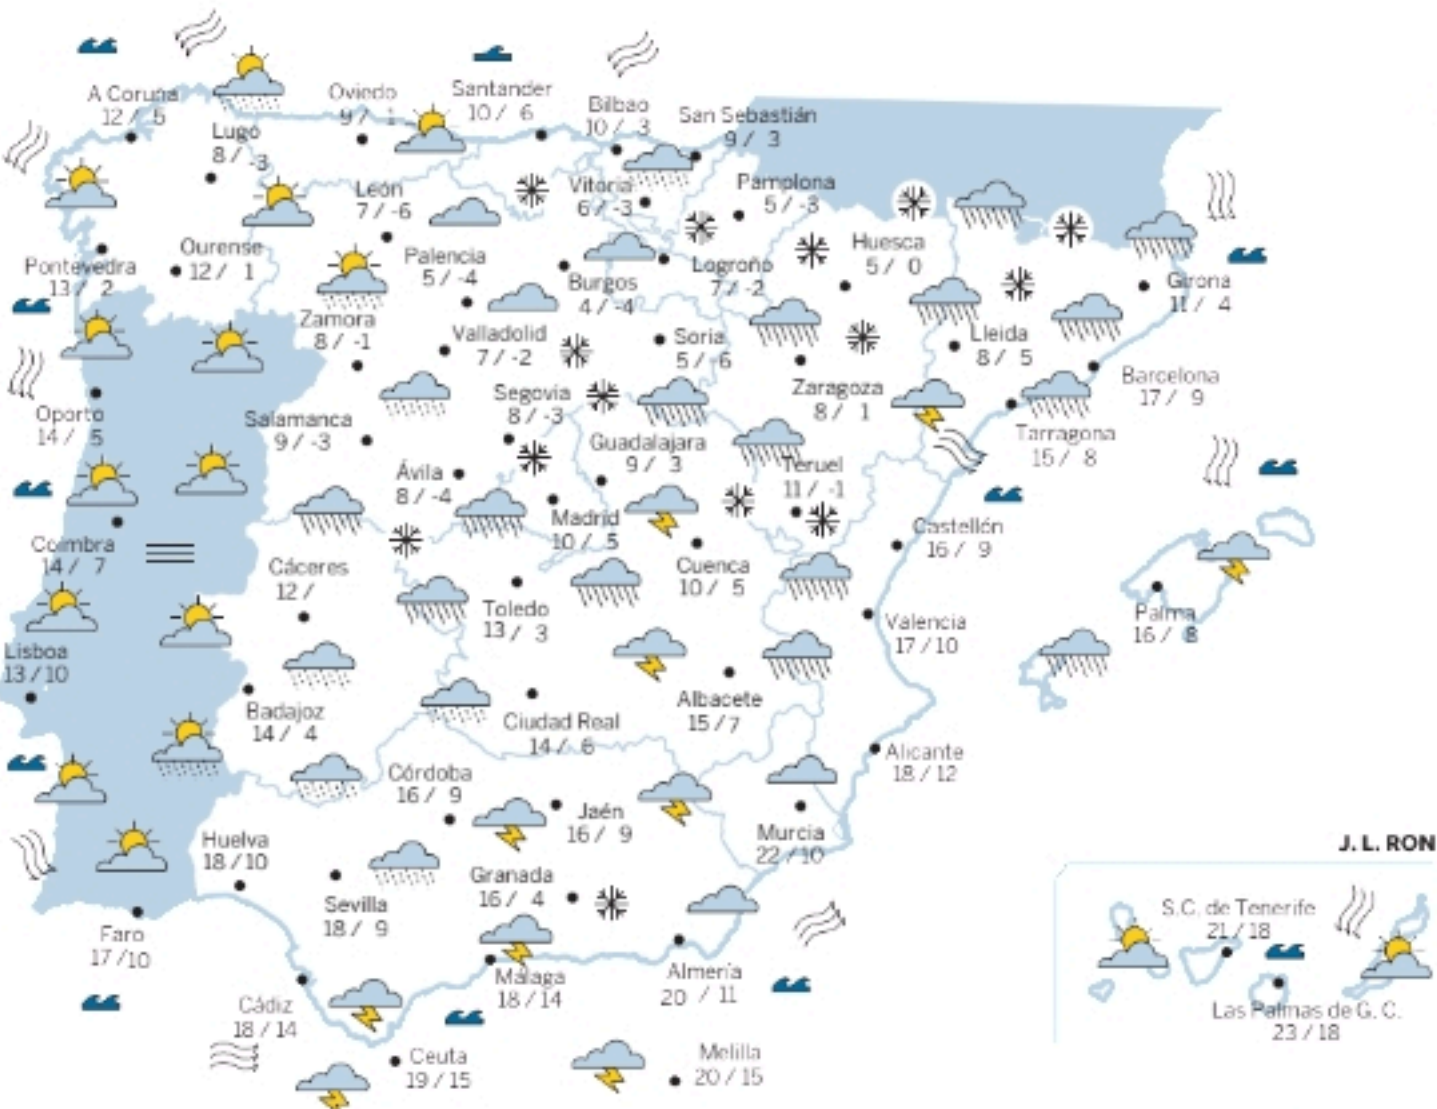 A Coruña
12 / 5
Oviedo
9 / 1
Santander
10 / 6
Bilbao
10 / 3
San Sebastián
9 / 3
Lugo
8 / -3
León
7 / -6
Vitoria
6 / -3
Pamplona
5 / -3
Pontevedra
13 / 2
Ourense
12 / 1
Palencia
5 / -4
Burgos
4 / -4
Logroño
7 / -2
Huesca
5 / 0
Girona
11 / 4
Zamora
8 / -1
Valladolid
7 / -2
Soria
5 / -6
Lleida
8 / 5
Zaragoza
8 / 1
Barcelona
17 / 9
Oporto
14 / 5
Salamanca
9 / -3
Segovia
8 / -3
Guadalajara
9 / 3
Tarragona
15 / 8
Ávila
8 / -4
Teruel
11 / -1
Madrid
10 / 5
Coimbra
14 / 7
Castellón
16 / 9
Cáceres
12 /
Cuenca
10 / 5
Toledo
13 / 3
Valencia
17 / 10
Palma
16 / 8
Lisboa
13 / 10
Badajoz
14 / 4
Ciudad Real
14 / 6
Albacete
15 / 7
Alicante
18 / 12
Córdoba
16 / 9
Jaén
16 / 9
Murcia
22 / 10
Huelva
18 / 10
J. L. RON
Granada
16 / 4
Sevilla
18 / 9
S.C. de Tenerife
21 / 18
Faro
17 / 10
Málaga
18 / 14
Almería
20 / 11
Cádiz
18 / 14
Las Palmas de G. C.
23 / 18
Ceuta
19 / 15
Melilla
20 / 15